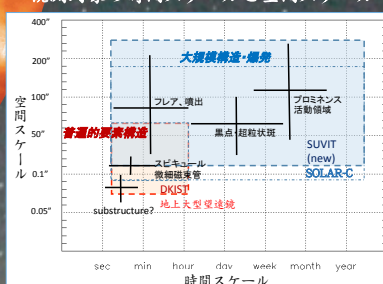 400"
200"
100"
50"
0.1"
0.05"
空間スケール
大規模構造・爆発
フレア、噴出
プロミネンス
活動領域
普遍的要素構造
黒点・超粒状斑
スピキュール
微細磁束管
SUVIT
(new)
SOLAR-C
DKIST
地上大型望遠鏡
substructure?
sec min hour day week month year
時間スケール